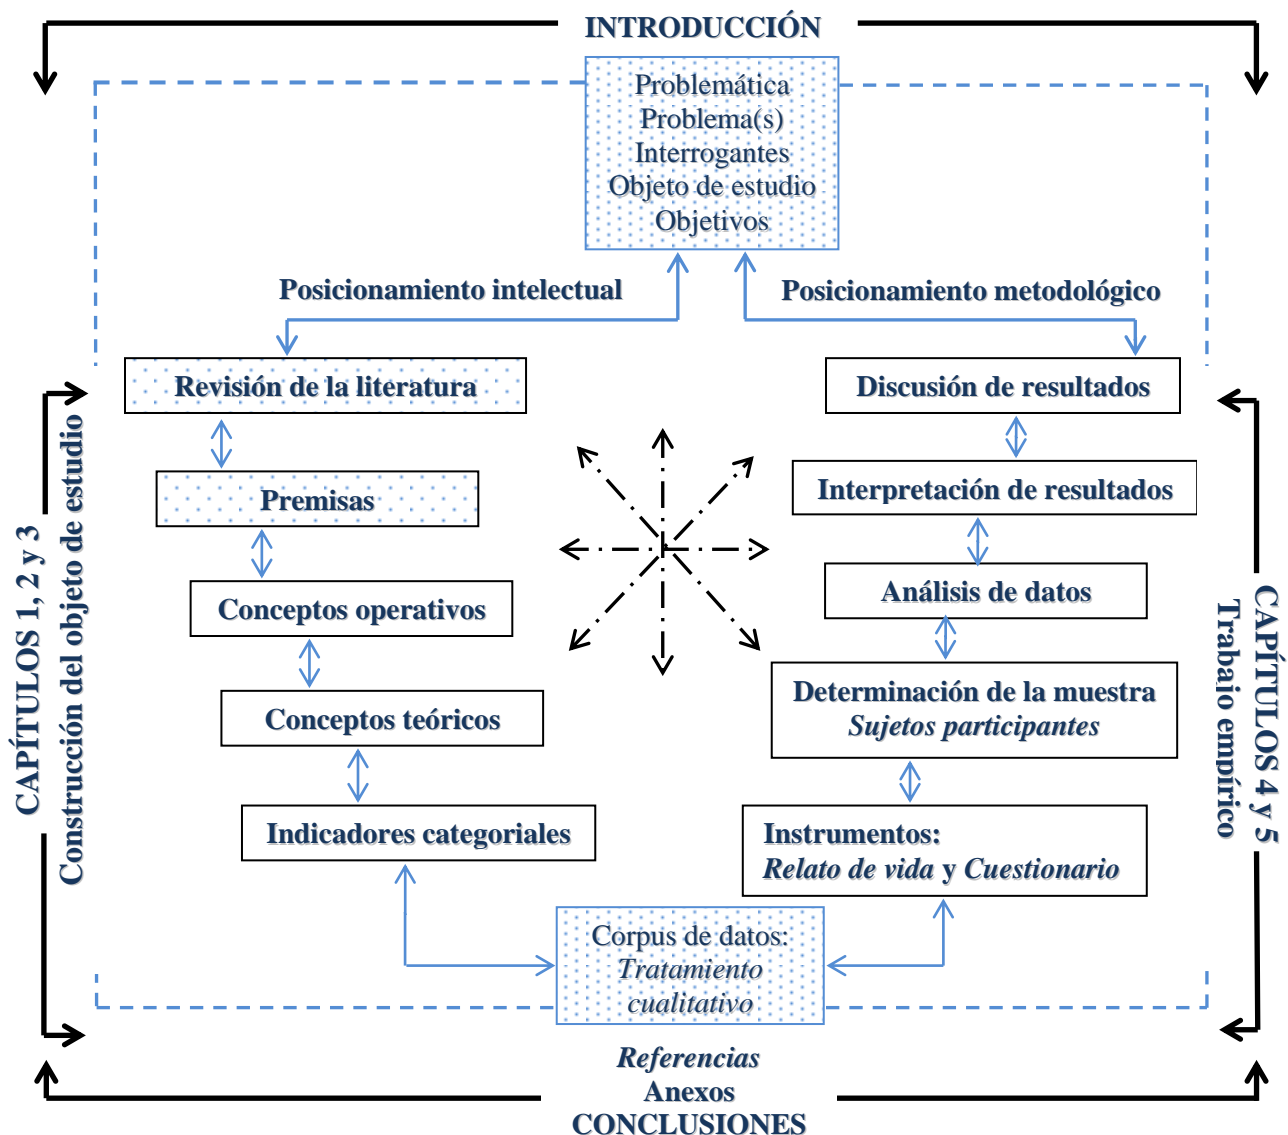 INTRODUCCIÓN
Problemática
Problema(s)
Interrogantes
Objeto de estudio
Objetivos
Posicionamiento intelectual
Posicionamiento metodológico
Revisión de la literatura
Premisas
Conceptos operativos
Conceptos teóricos
Indicadores categoriales
Discusión de resultados
Interpretación de resultados
Análisis de datos
Determinación de la muestra
Sujetos participantes
Instrumentos:
Relato de vida y Cuestionario
CAPÍTULOS 1, 2 y 3
Construcción del objeto de estudio
CAPÍTULOS 4 y 5
Trabajo empírico
Corpus de datos:
Tratamiento
cualitativo
Referencias
Anexos
CONCLUSIONES